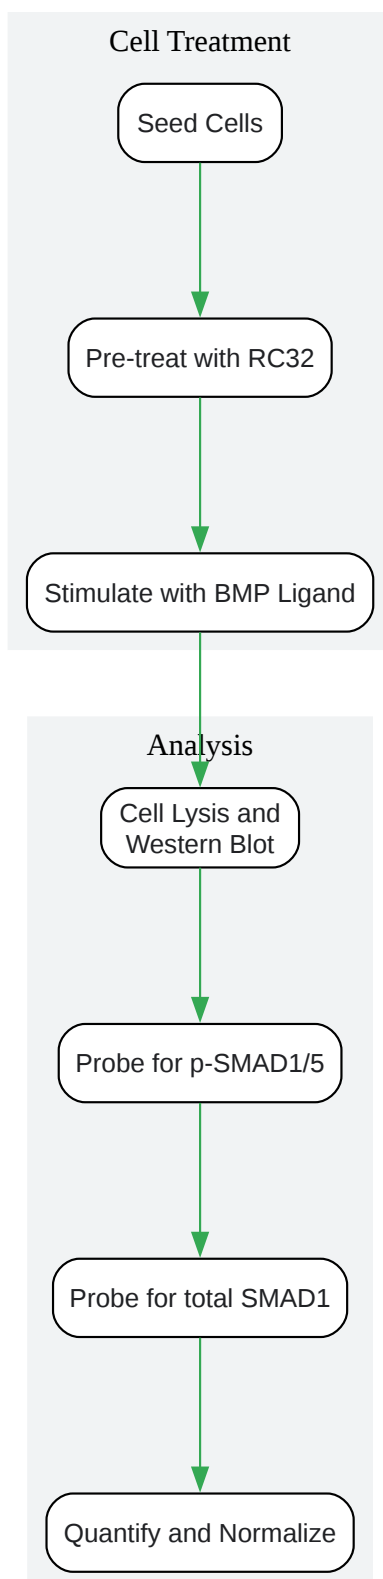 Cell Treatment
Seed Cells
Pre-treat with RC32
Stimulate with BMP Ligand
Analysis
Cell Lysis and
Western Blot
Probe for p-SMAD1/5
Probe for total SMAD1
Quantify and Normalize